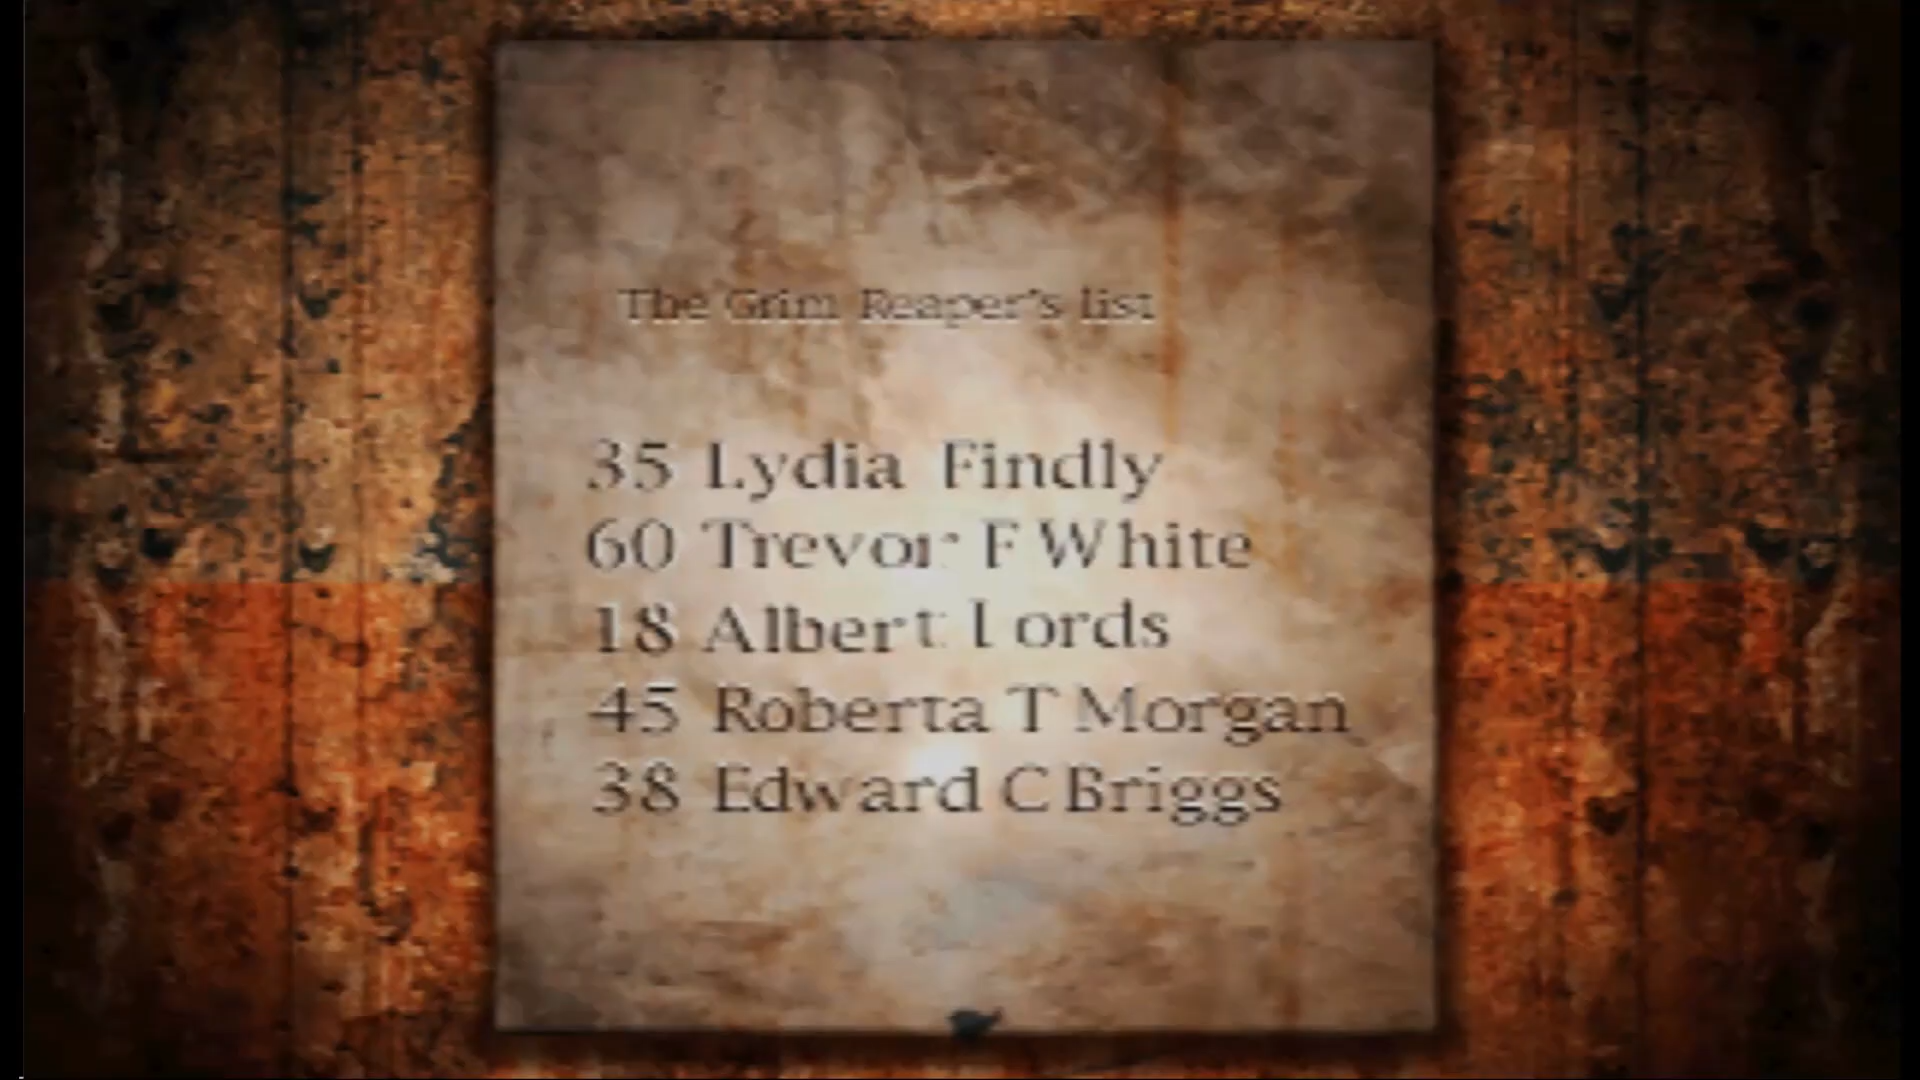 The Grim Reaper's list
35 Lydia Findly
60 Trevor F White
18 Albert Lords
45 Roberta T Morgan
38 Edward C Briggs